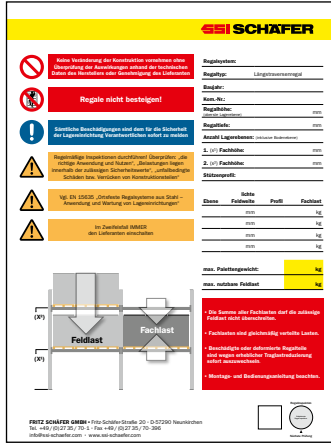 SSI SCHÄFER
Keine Veränderung der Konstruktion vornehmen ohne
Überprüfung der Auswirkungen anhand der technischen
Daten des Herstellers oder Genehmigung des Lieferanten
Regale nicht besteigen!
Sämtliche Beschädigungen sind dem für die Sicherheit
der Lagereinrichtung Verantwortlichen sofort zu melden
Regelmäßige Inspektionen durchführen! Überprüfen: „die
richtige Anwendung und Nutzen“, „Belastungen liegen
innerhalb der zulässigen Sicherheitswerte“, „unfallbedingte
Schäden bzw. Verrücken von Konstruktionsteilen“
Vgl. EN 15635 „Ortsfeste Regalsysteme aus Stahl –
Anwendung und Wartung von Lagereinrichtungen“
Im Zweifelsfall IMMER
den Lieferanten einschalten
Regalsystem:
Regaltyp: Längstraversenregal
Baujahr:
Kom.-Nr.:
Regalhöhe: mm
(oberste Lagerebene)
Regaltiefe: mm
Anzahl Lagerebenen: (inklusive Bodenebene)
1. (x¹) Fachhöhe: mm
2. (x²) Fachhöhe: mm
Stützenprofil:
lichte
Ebene Feldweite Profil Fachlast
mm kg
mm kg
mm kg
mm kg
max. Palettengewicht: kg
max. nutzbare Feldlast kg
(X²)
(X¹)
Feldlast
Fachlast
• Die Summe aller Fachlasten darf die zulässige
Feldlast nicht überschreiten.
• Fachlasten sind gleichmäßig verteilte Lasten.
• Beschädigte oder deformierte Regalteile
sind wegen erheblicher Traglastreduzierung
sofort auszuwechseln.
• Montage- und Bedienungsanleitung beachten.
FRITZ SCHÄFER GMBH • Fritz-Schäfer-Straße 20 • D-57290 Neunkirchen
Tel. +49/(0)2735/70-1 • Fax +49/(0)2735/70-396
info@ssi-schaefer.com • www.ssi-schaefer.com
Nächste Prüfung